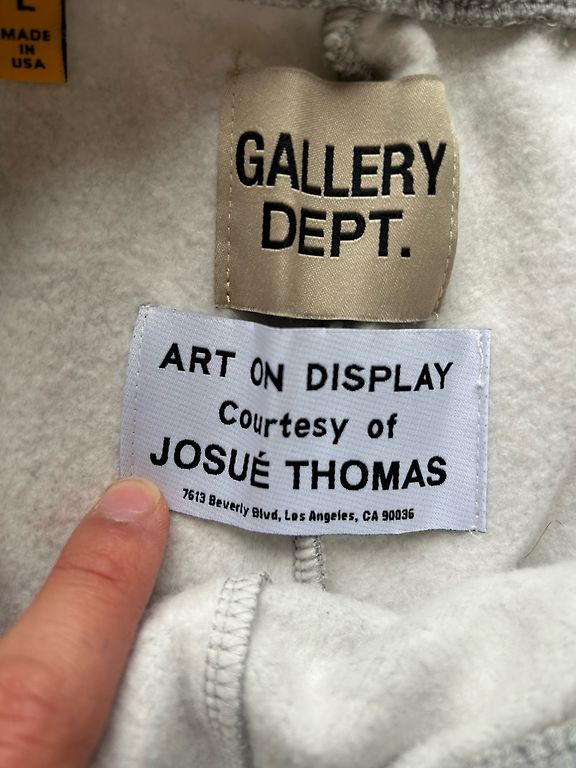 L
MADE
IN
USA
GALLERY
DEPT.
ART ON DISPLAY
Courtesy of
JOSUÉ THOMAS
7613 Beverly Blvd, Los Angeles, CA 90036